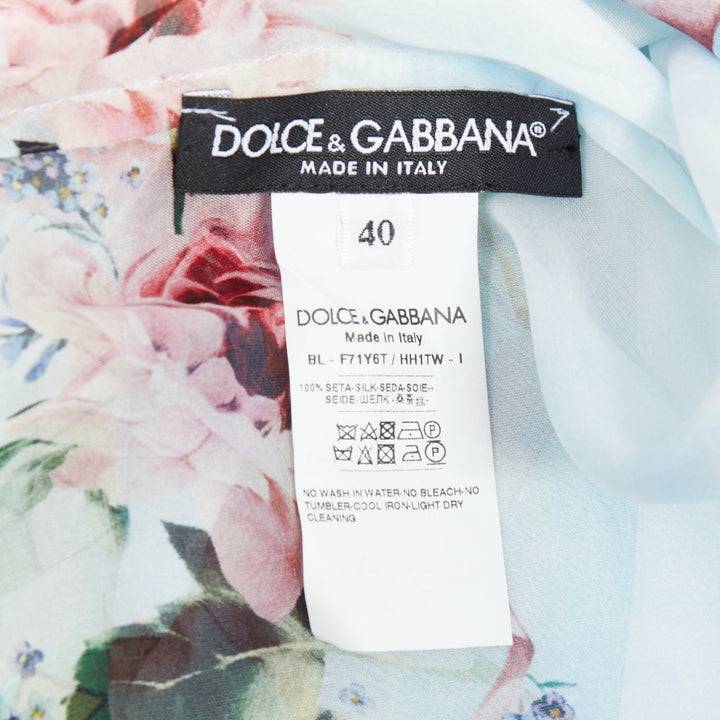 DOLCE & GABBANA®
MADE IN ITALY
40
DOLCE & GABBANA
Made in Italy
BL - F71Y6T / HH1TW - I
100% SETA-SILK-SEDA-SOIE-
SEIDE-ШЕЛК-
P
P
NO WASH IN WATER-NO BLEACH-NO
TUMBLER-COOL IRON-LIGHT DRY
CLEANING